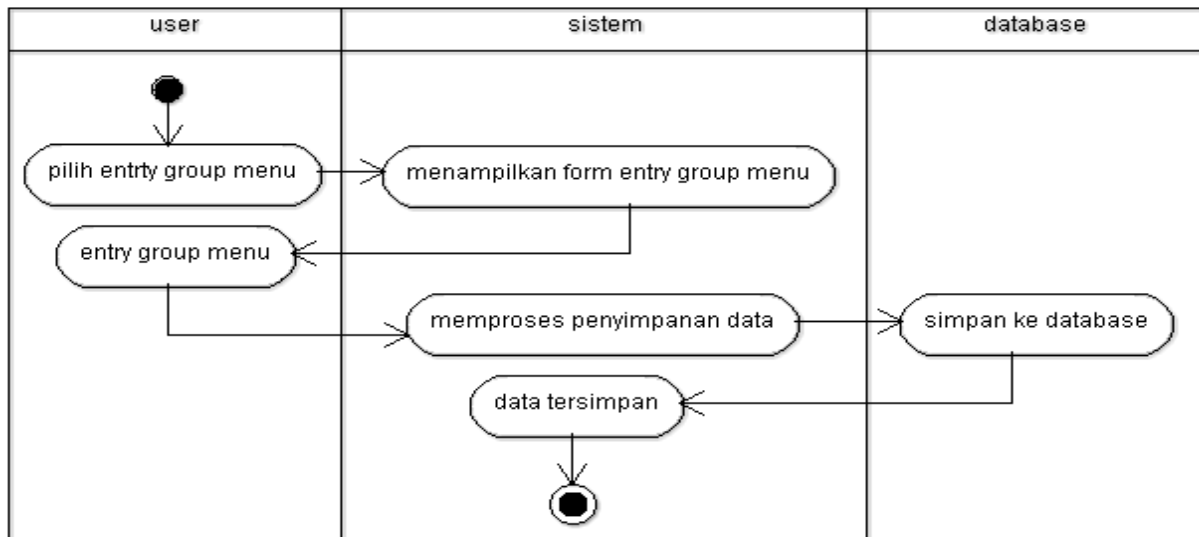 user
sistem
database
pilih entrty group menu
menampilkan form entry group menu
entry group menu
memproses penyimpanan data
simpan ke database
data tersimpan